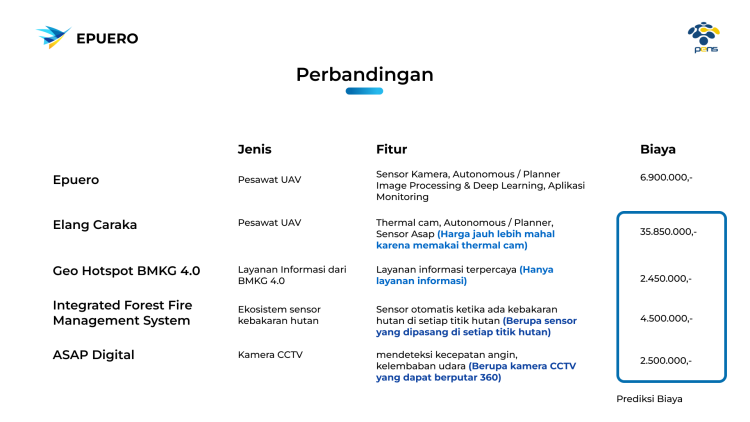 EPUERO
pens
Perbandingan
Jenis Fitur Biaya
Epuero
Pesawat UAV
Sensor Kamera, Autonomous / Planner
Image Processing & Deep Learning, Aplikasi
Monitoring
6.900.000,-
Elang Caraka
Pesawat UAV
Thermal cam, Autonomous / Planner,
Sensor Asap (Harga jauh lebih mahal
karena memakai thermal cam)
35.850.000,-
Geo Hotspot BMKG 4.0
Layanan Informasi dari
BMKG 4.0
Layanan informasi terpercaya (Hanya
layanan informasi)
2.450.000,-
Integrated Forest Fire
Management System
Ekosistem sensor
kebakaran hutan
Sensor otomatis ketika ada kebakaran
hutan di setiap titik hutan (Berupa sensor
yang dipasang di setiap titik hutan)
4.500.000,-
ASAP Digital
Kamera CCTV
mendeteksi kecepatan angin,
kelembaban udara (Berupa kamera CCTV
yang dapat berputar 360)
2.500.000,-
Prediksi Biaya